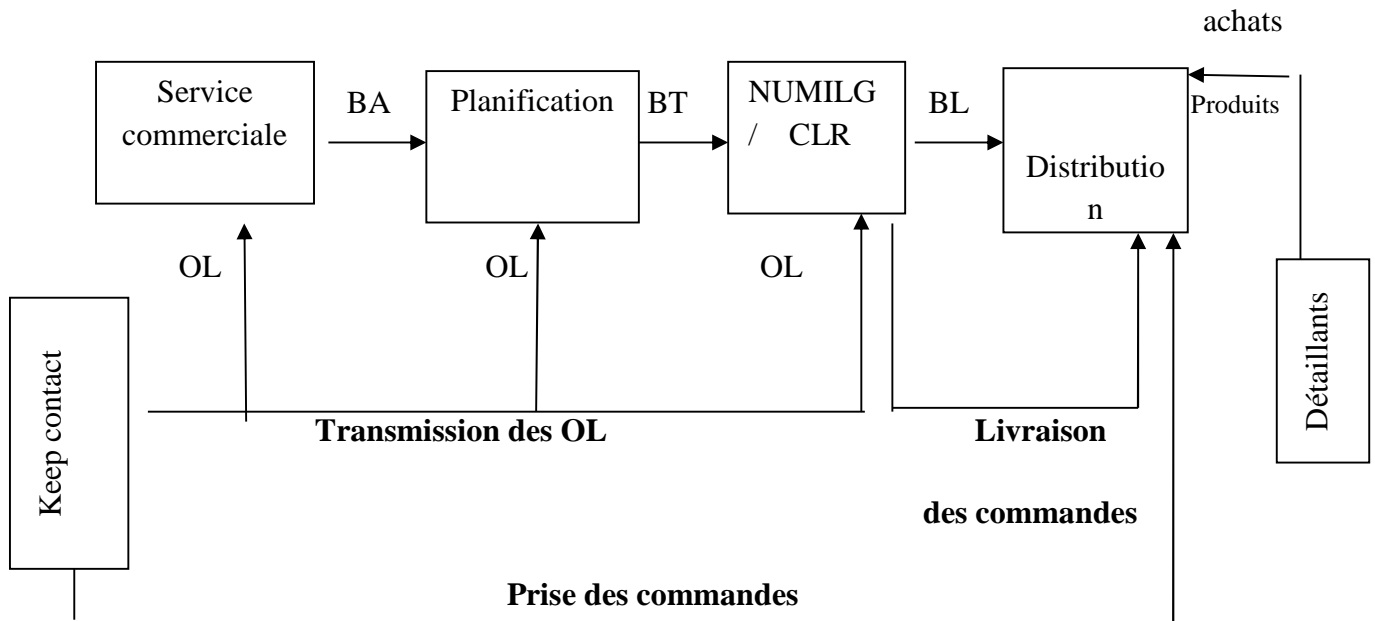 achats
Service
commerciale
BA
Planification
BT
NUMILG
/ CLR
BL
Distributio
n
Produits
OL
OL
OL
Keep contact
Transmission des OL
Livraison
des commandes
Détaillants
Prise des commandes